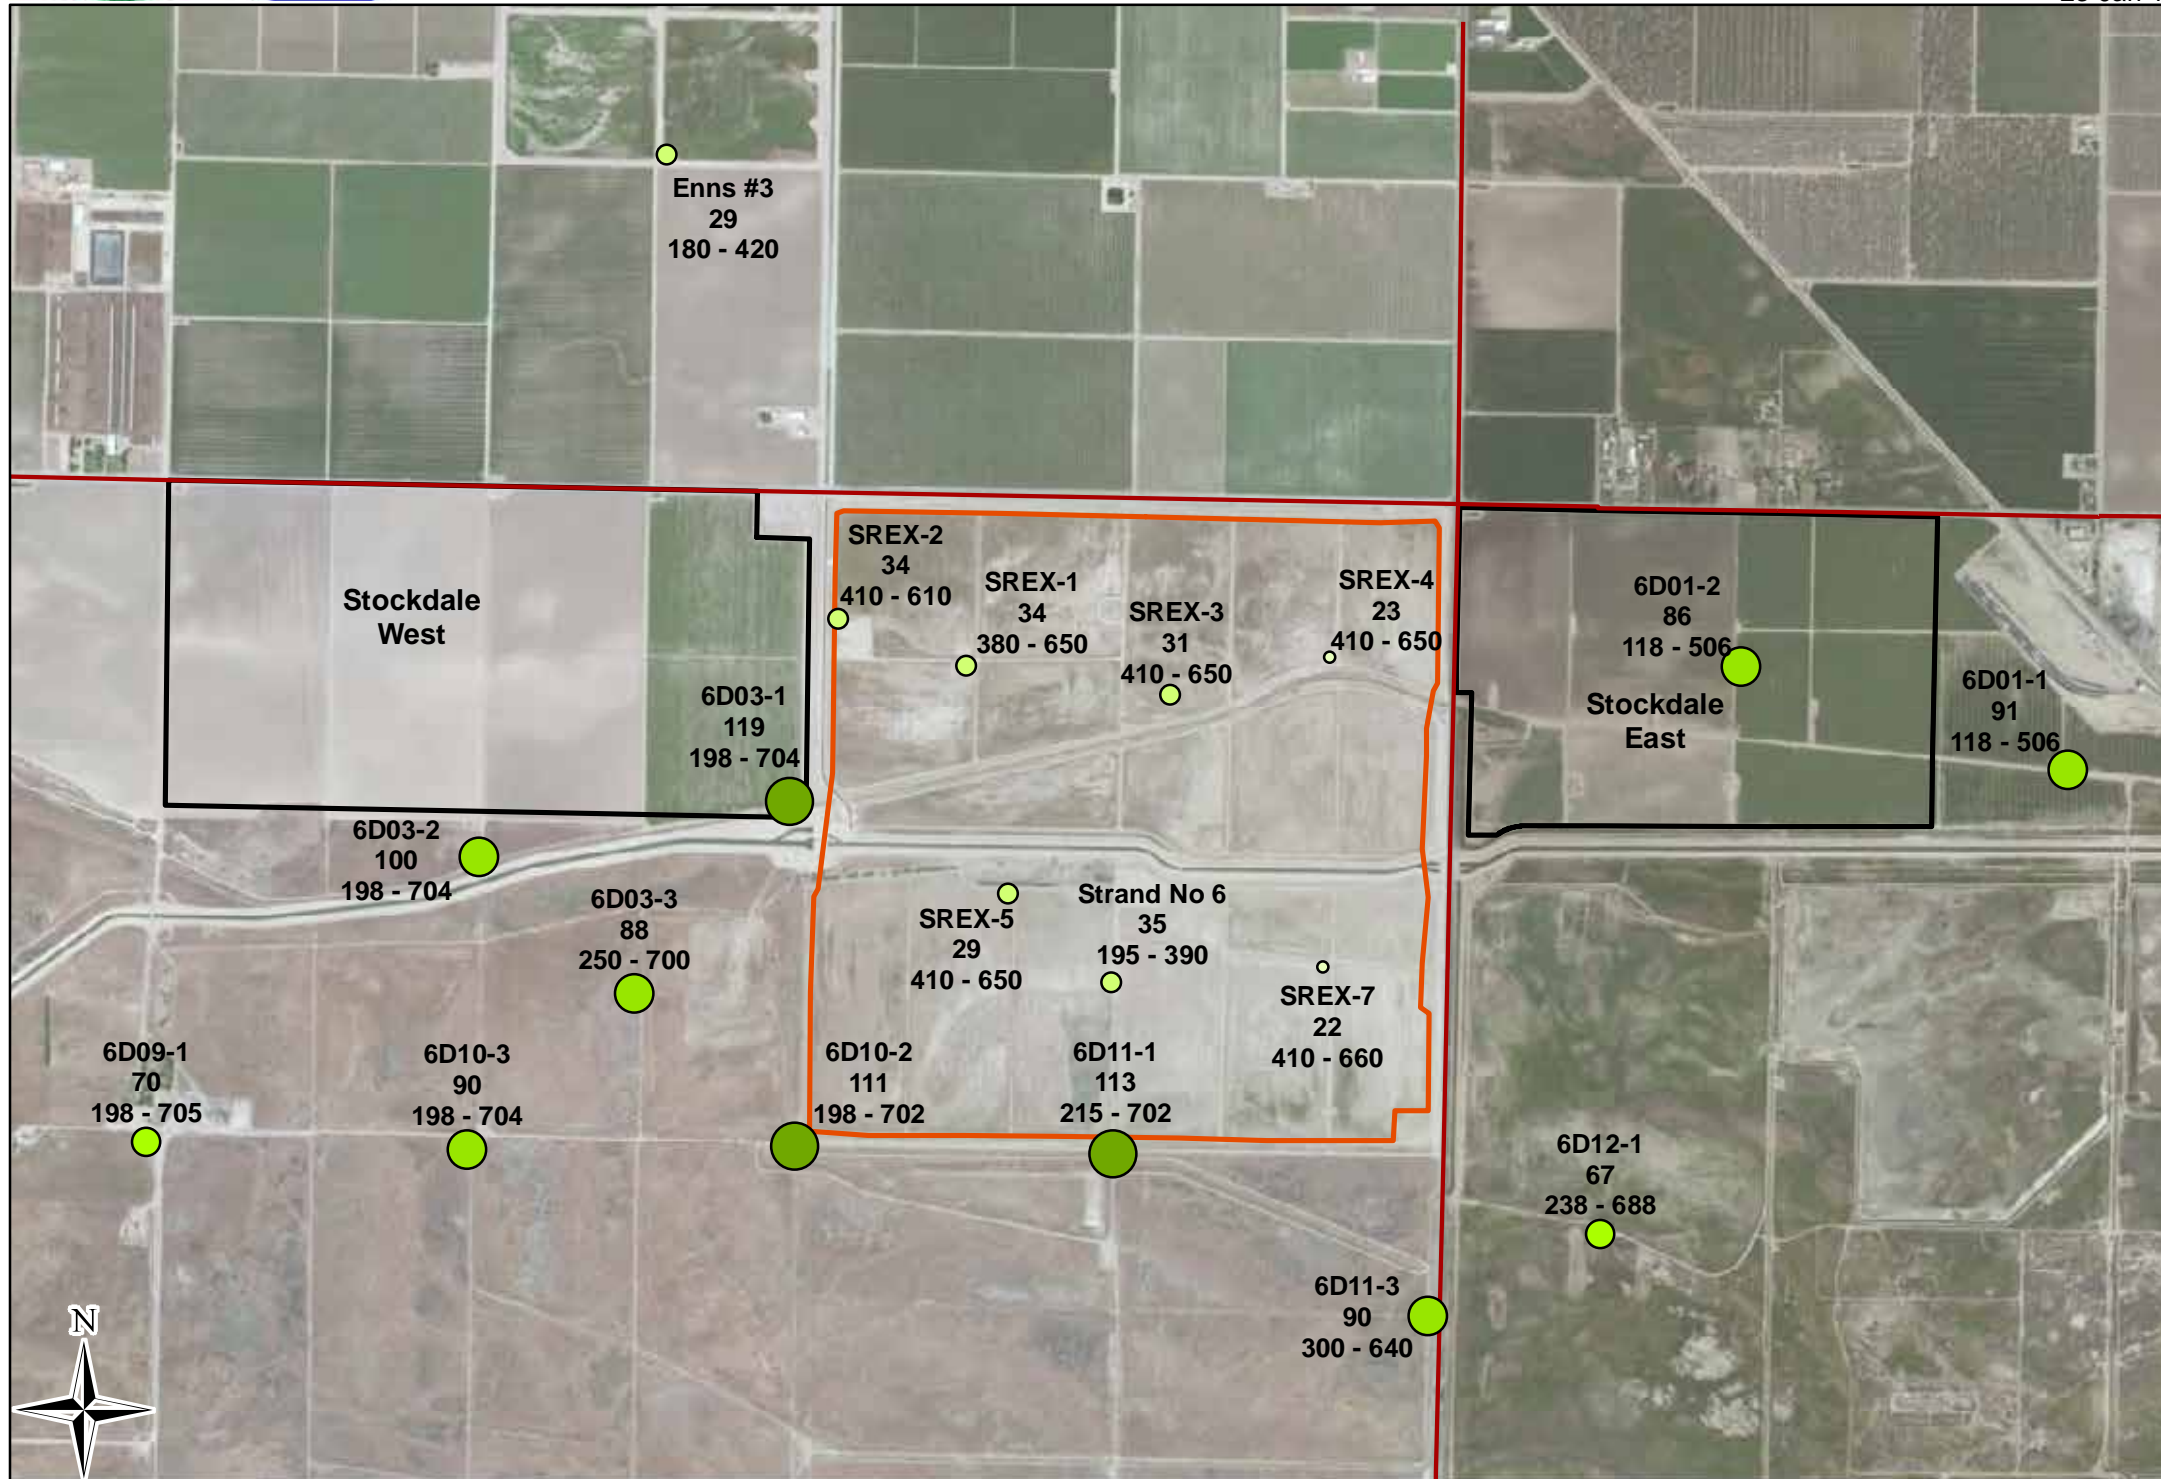 Enns #3
29
180 - 420
SREX-2
34
410 - 610
SREX-1
34
380 - 650
SREX-3
31
410 - 650
SREX-4
23
410 - 650
Stockdale
West
6D01-2
86
118 - 506
Stockdale
East
6D01-1
91
118 - 506
6D03-1
119
198 - 704
6D03-2
100
198 - 704
6D03-3
88
250 - 700
SREX-5
29
410 - 650
Strand No 6
35
195 - 390
SREX-7
22
410 - 660
6D09-1
70
198 - 705
6D10-3
90
198 - 704
6D10-2
111
198 - 702
6D11-1
113
215 - 702
6D12-1
67
238 - 688
6D11-3
90
300 - 640
N